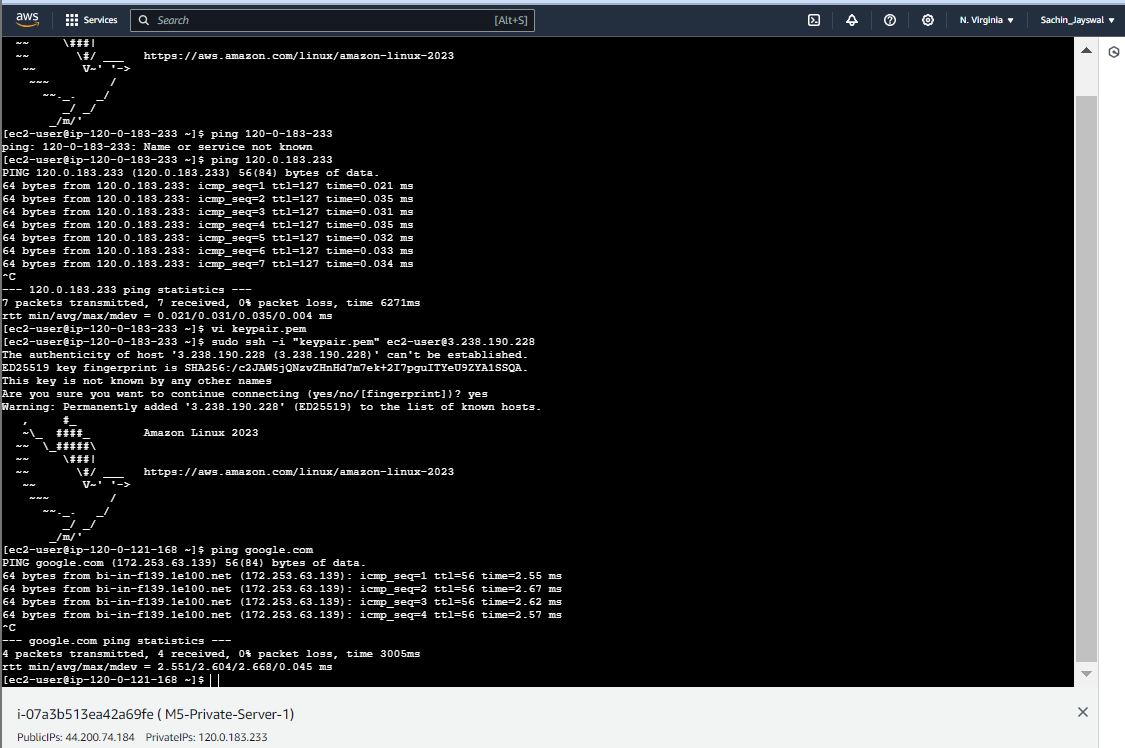 aws
Services
Search
[Alt+S]
N. Virginia
Sachin_Jayswal
~~      \###|
~~        \#/ ___   https://aws.amazon.com/linux/amazon-linux-2023
~~       V~' '->
~~~         /
~~._.   _/
_/ _/
_/m/'
[ec2-user@ip-120-0-183-233 ~]$ ping 120-0-183-233
ping: 120-0-183-233: Name or service not known
[ec2-user@ip-120-0-183-233 ~]$ ping 120.0.183.233
PING 120.0.183.233 (120.0.183.233) 56(84) bytes of data.
64 bytes from 120.0.183.233: icmp_seq=1 ttl=127 time=0.021 ms
64 bytes from 120.0.183.233: icmp_seq=2 ttl=127 time=0.035 ms
64 bytes from 120.0.183.233: icmp_seq=3 ttl=127 time=0.031 ms
64 bytes from 120.0.183.233: icmp_seq=4 ttl=127 time=0.035 ms
64 bytes from 120.0.183.233: icmp_seq=5 ttl=127 time=0.032 ms
64 bytes from 120.0.183.233: icmp_seq=6 ttl=127 time=0.033 ms
64 bytes from 120.0.183.233: icmp_seq=7 ttl=127 time=0.034 ms
^C
--- 120.0.183.233 ping statistics ---
7 packets transmitted, 7 received, 0% packet loss, time 6271ms
rtt min/avg/max/mdev = 0.021/0.031/0.035/0.004 ms
[ec2-user@ip-120-0-183-233 ~]$ vi keypair.pem
[ec2-user@ip-120-0-183-233 ~]$ sudo ssh -i "keypair.pem" ec2-user@3.238.190.228
The authenticity of host '3.238.190.228 (3.238.190.228)' can't be established.
ED25519 key fingerprint is SHA256:/c2JAW5jQNzvZHnHd7m7ek+2I7pguITYeU9ZYA1SSQA.
This key is not known by any other names
Are you sure you want to continue connecting (yes/no/[fingerprint])? yes
Warning: Permanently added '3.238.190.228' (ED25519) to the list of known hosts.
,     #_
~\_  ####_        Amazon Linux 2023
~~  \_#####\
~~     \###|
~~       \#/ ___   https://aws.amazon.com/linux/amazon-linux-2023
~~       V~' '->
~~~         /
~~._.   _/
_/ _/
_/m/'
[ec2-user@ip-120-0-121-168 ~]$ ping google.com
PING google.com (172.253.63.139) 56(84) bytes of data.
64 bytes from bi-in-f139.1e100.net (172.253.63.139): icmp_seq=1 ttl=56 time=2.55 ms
64 bytes from bi-in-f139.1e100.net (172.253.63.139): icmp_seq=2 ttl=56 time=2.67 ms
64 bytes from bi-in-f139.1e100.net (172.253.63.139): icmp_seq=3 ttl=56 time=2.62 ms
64 bytes from bi-in-f139.1e100.net (172.253.63.139): icmp_seq=4 ttl=56 time=2.57 ms
^C
--- google.com ping statistics ---
4 packets transmitted, 4 received, 0% packet loss, time 3005ms
rtt min/avg/max/mdev = 2.551/2.604/2.668/0.045 ms
[ec2-user@ip-120-0-121-168 ~]$
i-07a3b513ea42a69fe ( M5-Private-Server-1)
PublicIPs: 44.200.74.184 PrivateIPs: 120.0.183.233